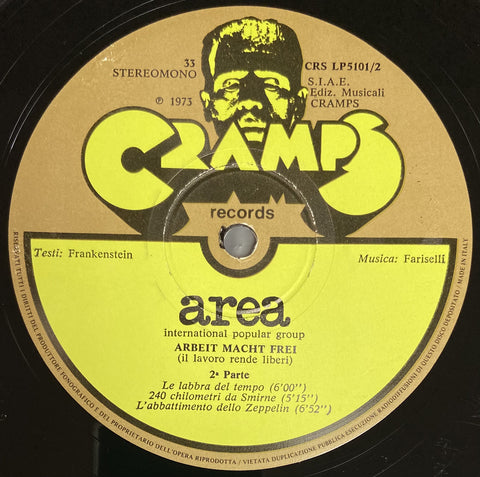 33
STEREOMONO
℗ 1973
CRS LP5101/2
S.I.A.E.
Ediz. Musicali
CRAMPS
CRAMPS
records
Testi: Frankenstein
Musica: Fariselli
area
international popular group
ARBEIT MACHT FREI
(il lavoro rende liberi)
2ª Parte
Le labbra del tempo (6'00'')
240 chilometri da Smirne (5'15'')
L'abbattimento dello Zeppelin (6'52'')
RISERVATI TUTTI I DIRITTI DEL PRODUTTORE FONOGRAFICO E DEL PROPRIETARIO DELL'OPERA RIPRODOTTA / VIETATA DUPLICAZIONE PUBBLICA ESECUZIONE RADIODIFFUSIONI DI QUESTO DISCO DEPOSITATO / MADE IN ITALY